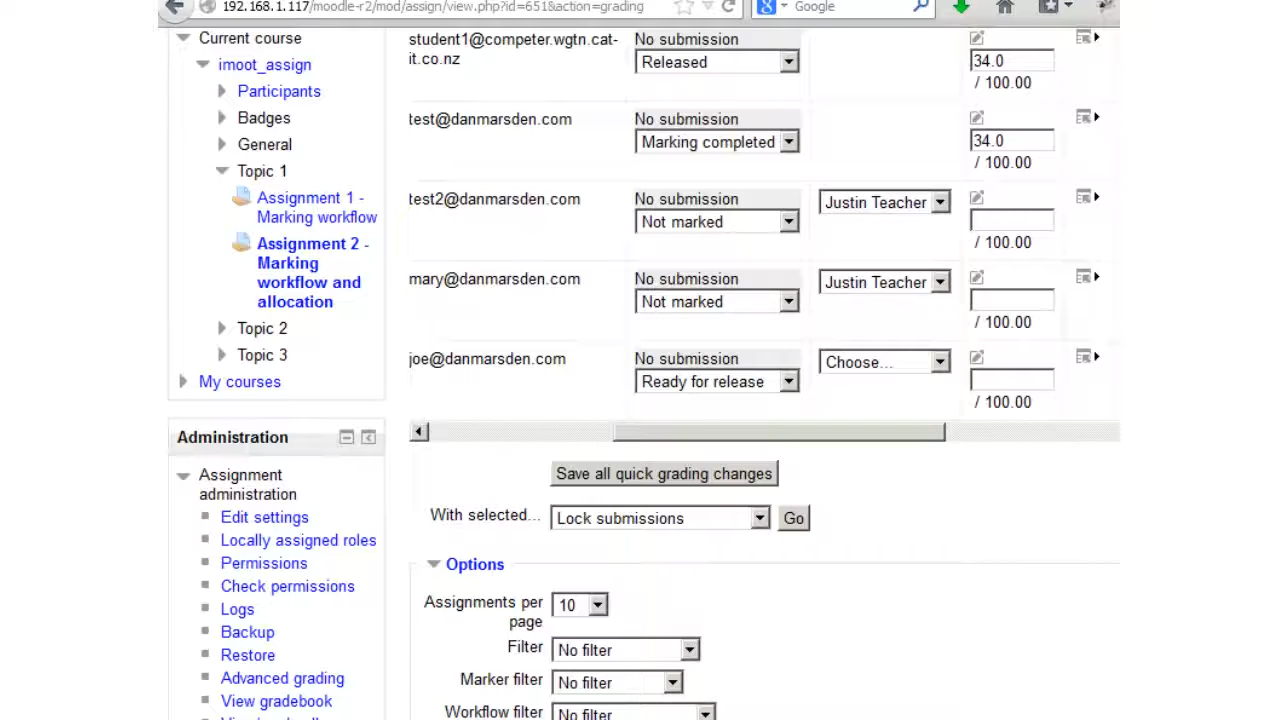 192.168.1.117/moodle-r2/mod/assign/view.php?id=651&action=grading
Google
Current course
imoot_assign
Participants
Badges
General
Topic 1
Assignment 1 -
Marking workflow
Assignment 2 -
Marking
workflow and
allocation
Topic 2
Topic 3
My courses
student1@competer.wgtn.cat-
it.co.nz
No submission
Released
34.0
/ 100.00
test@danmarsden.com
No submission
Marking completed
34.0
/ 100.00
test2@danmarsden.com
No submission
Not marked
Justin Teacher
/ 100.00
mary@danmarsden.com
No submission
Not marked
Justin Teacher
/ 100.00
joe@danmarsden.com
No submission
Ready for release
Choose...
/ 100.00
Save all quick grading changes
With selected... Lock submissions Go
Options
Assignments per
page
10
Filter No filter
Marker filter No filter
Workflow filter No filter
Administration
Assignment
administration
Edit settings
Locally assigned roles
Permissions
Check permissions
Logs
Backup
Restore
Advanced grading
View gradebook